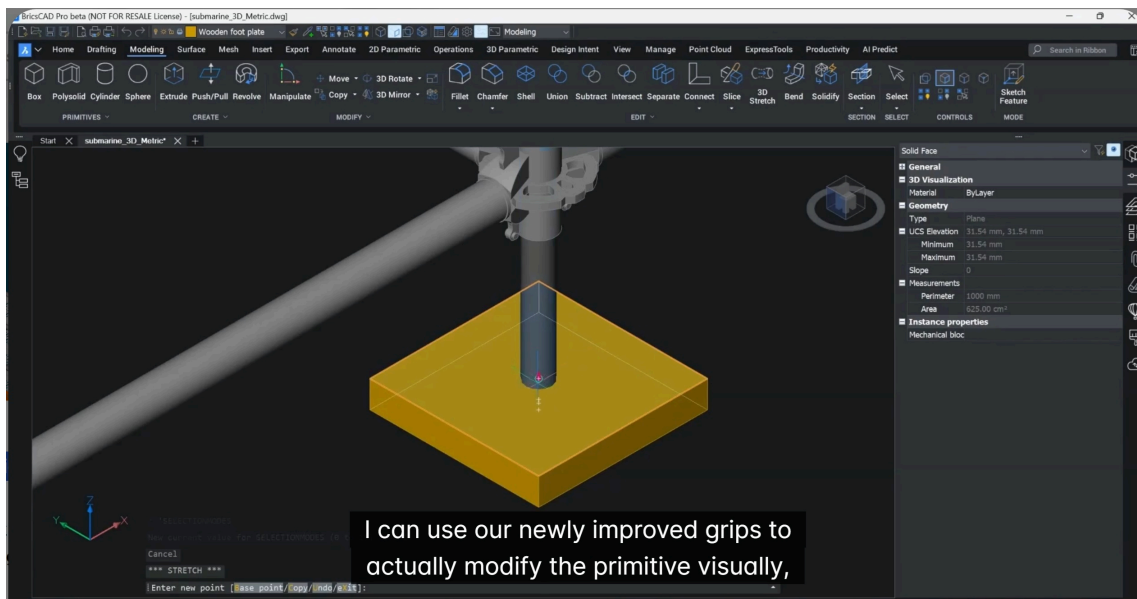 BricsCAD Pro beta (NOT FOR RESALE License) - [submarine_3D_Metric.dwg]
Wooden foot plate
Modeling
Home Drafting Modeling Surface Mesh Insert Export Annotate 2D Parametric Operations 3D Parametric Design Intent View Manage Point Cloud ExpressTools Productivity AI Predict
Search in Ribbon
Move 3D Rotate
Copy 3D Mirror
Box Polysolid Cylinder Sphere Extrude Push/Pull Revolve Manipulate Fillet Chamfer Shell Union Subtract Intersect Separate Connect Slice 3D Stretch Bend Solidify Section Select Sketch Feature
PRIMITIVES CREATE MODIFY EDIT SECTION SELECT CONTROLS MODE
Start submarine_3D_Metric*
Solid Face
General
3D Visualization
Material ByLayer
Geometry
Type Plane
UCS Elevation 31.54 mm, 31.54 mm
Minimum 31.54 mm
Maximum 31.54 mm
Slope 0
Measurements
Perimeter 1000 mm
Area 625.00 cm²
Instance properties
Mechanical bloc
Z
Y X
I can use our newly improved grips to
actually modify the primitive visually,
Cancel
*** STRETCH ***
Enter new point [Base point/Copy/Undo/eXit]: